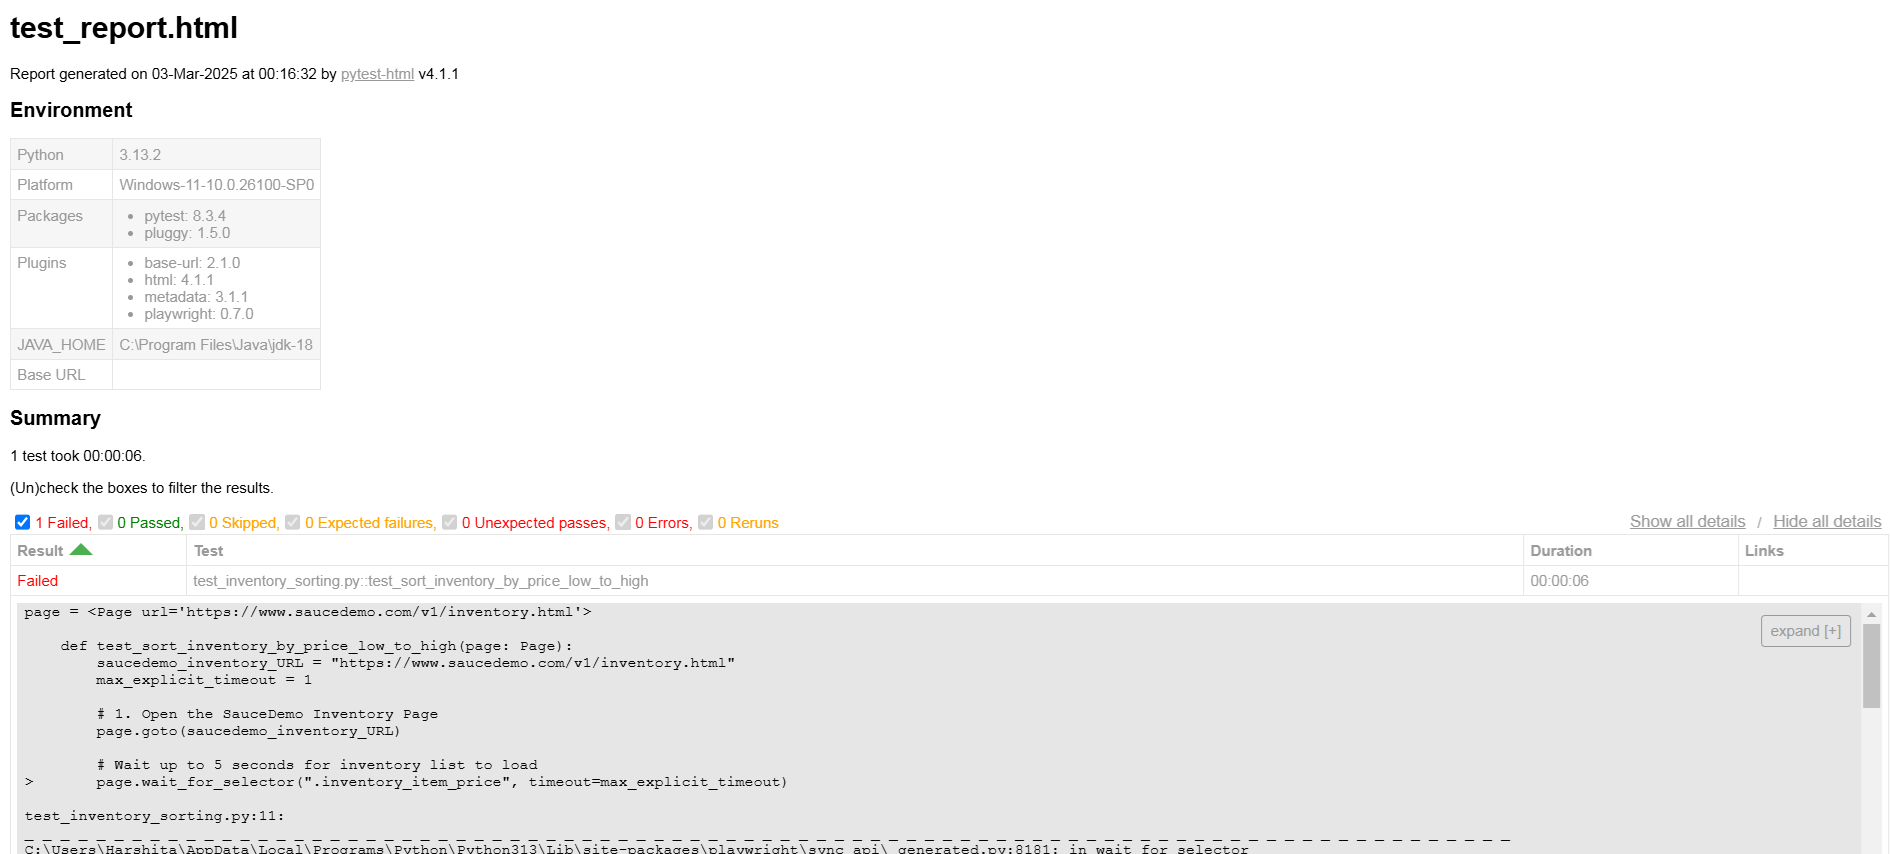 test_report.html
Report generated on 03-Mar-2025 at 00:16:32 by pytest-html v4.1.1
Environment
Python 3.13.2
Platform Windows-11-10.0.26100-SP0
Packages
• pytest: 8.3.4
• pluggy: 1.5.0
Plugins
• base-url: 2.1.0
• html: 4.1.1
• metadata: 3.1.1
• playwright: 0.7.0
JAVA_HOME C:\Program Files\Java\jdk-18
Base URL
Summary
1 test took 00:00:06.
(Un)check the boxes to filter the results.
1 Failed, 0 Passed, 0 Skipped, 0 Expected failures, 0 Unexpected passes, 0 Errors, 0 Reruns
Show all details / Hide all details
Result Test Duration Links
Failed test_inventory_sorting.py::test_sort_inventory_by_price_low_to_high 00:00:06
expand [+]
page = <Page url='https://www.saucedemo.com/v1/inventory.html'>
    def test_sort_inventory_by_price_low_to_high(page: Page):
        saucedemo_inventory_URL = "https://www.saucedemo.com/v1/inventory.html"
        max_explicit_timeout = 1
        # 1. Open the SauceDemo Inventory Page
        page.goto(saucedemo_inventory_URL)
        # Wait up to 5 seconds for inventory list to load
>       page.wait_for_selector(".inventory_item_price", timeout=max_explicit_timeout)
test_inventory_sorting.py:11:
_ _ _ _ _ _ _ _ _ _ _ _ _ _ _ _ _ _ _ _ _ _ _ _ _ _ _ _ _ _ _ _ _ _ _ _ _ _ _ _ _ _ _ _ _ _ _ _ _ _ _ _ _ _ _ _ _ _ _ _ _ _ _ _ _ _ _ _ _ _ _ _ _ _ _ _ _ _ _ _ _ _ _
C:\Users\Harshita\AppData\Local\Programs\Python\Python313\Lib\site-packages\playwright\sync_api\_generated.py:8181: in wait_for_selector